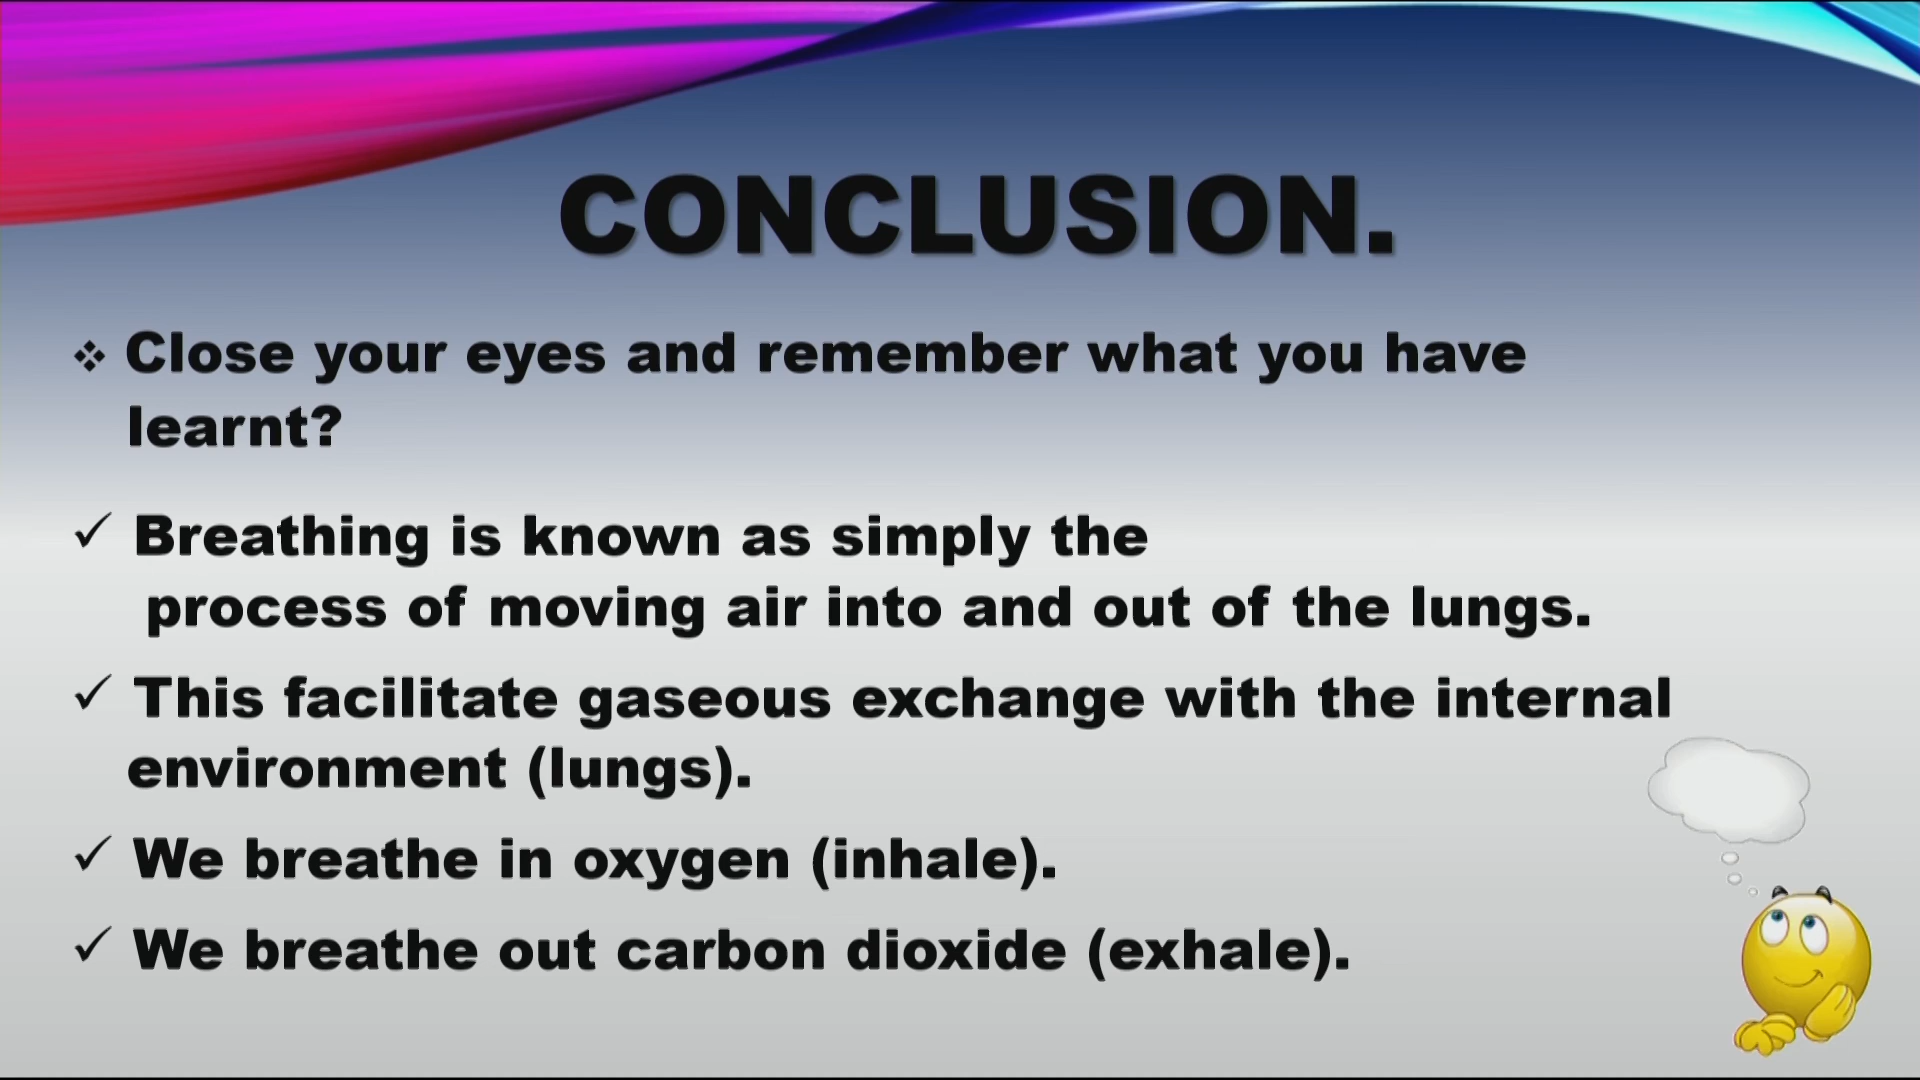 CONCLUSION.
❖ Close your eyes and remember what you have
learnt?
✓ Breathing is known as simply the
process of moving air into and out of the lungs.
✓ This facilitate gaseous exchange with the internal
environment (lungs).
✓ We breathe in oxygen (inhale).
✓ We breathe out carbon dioxide (exhale).